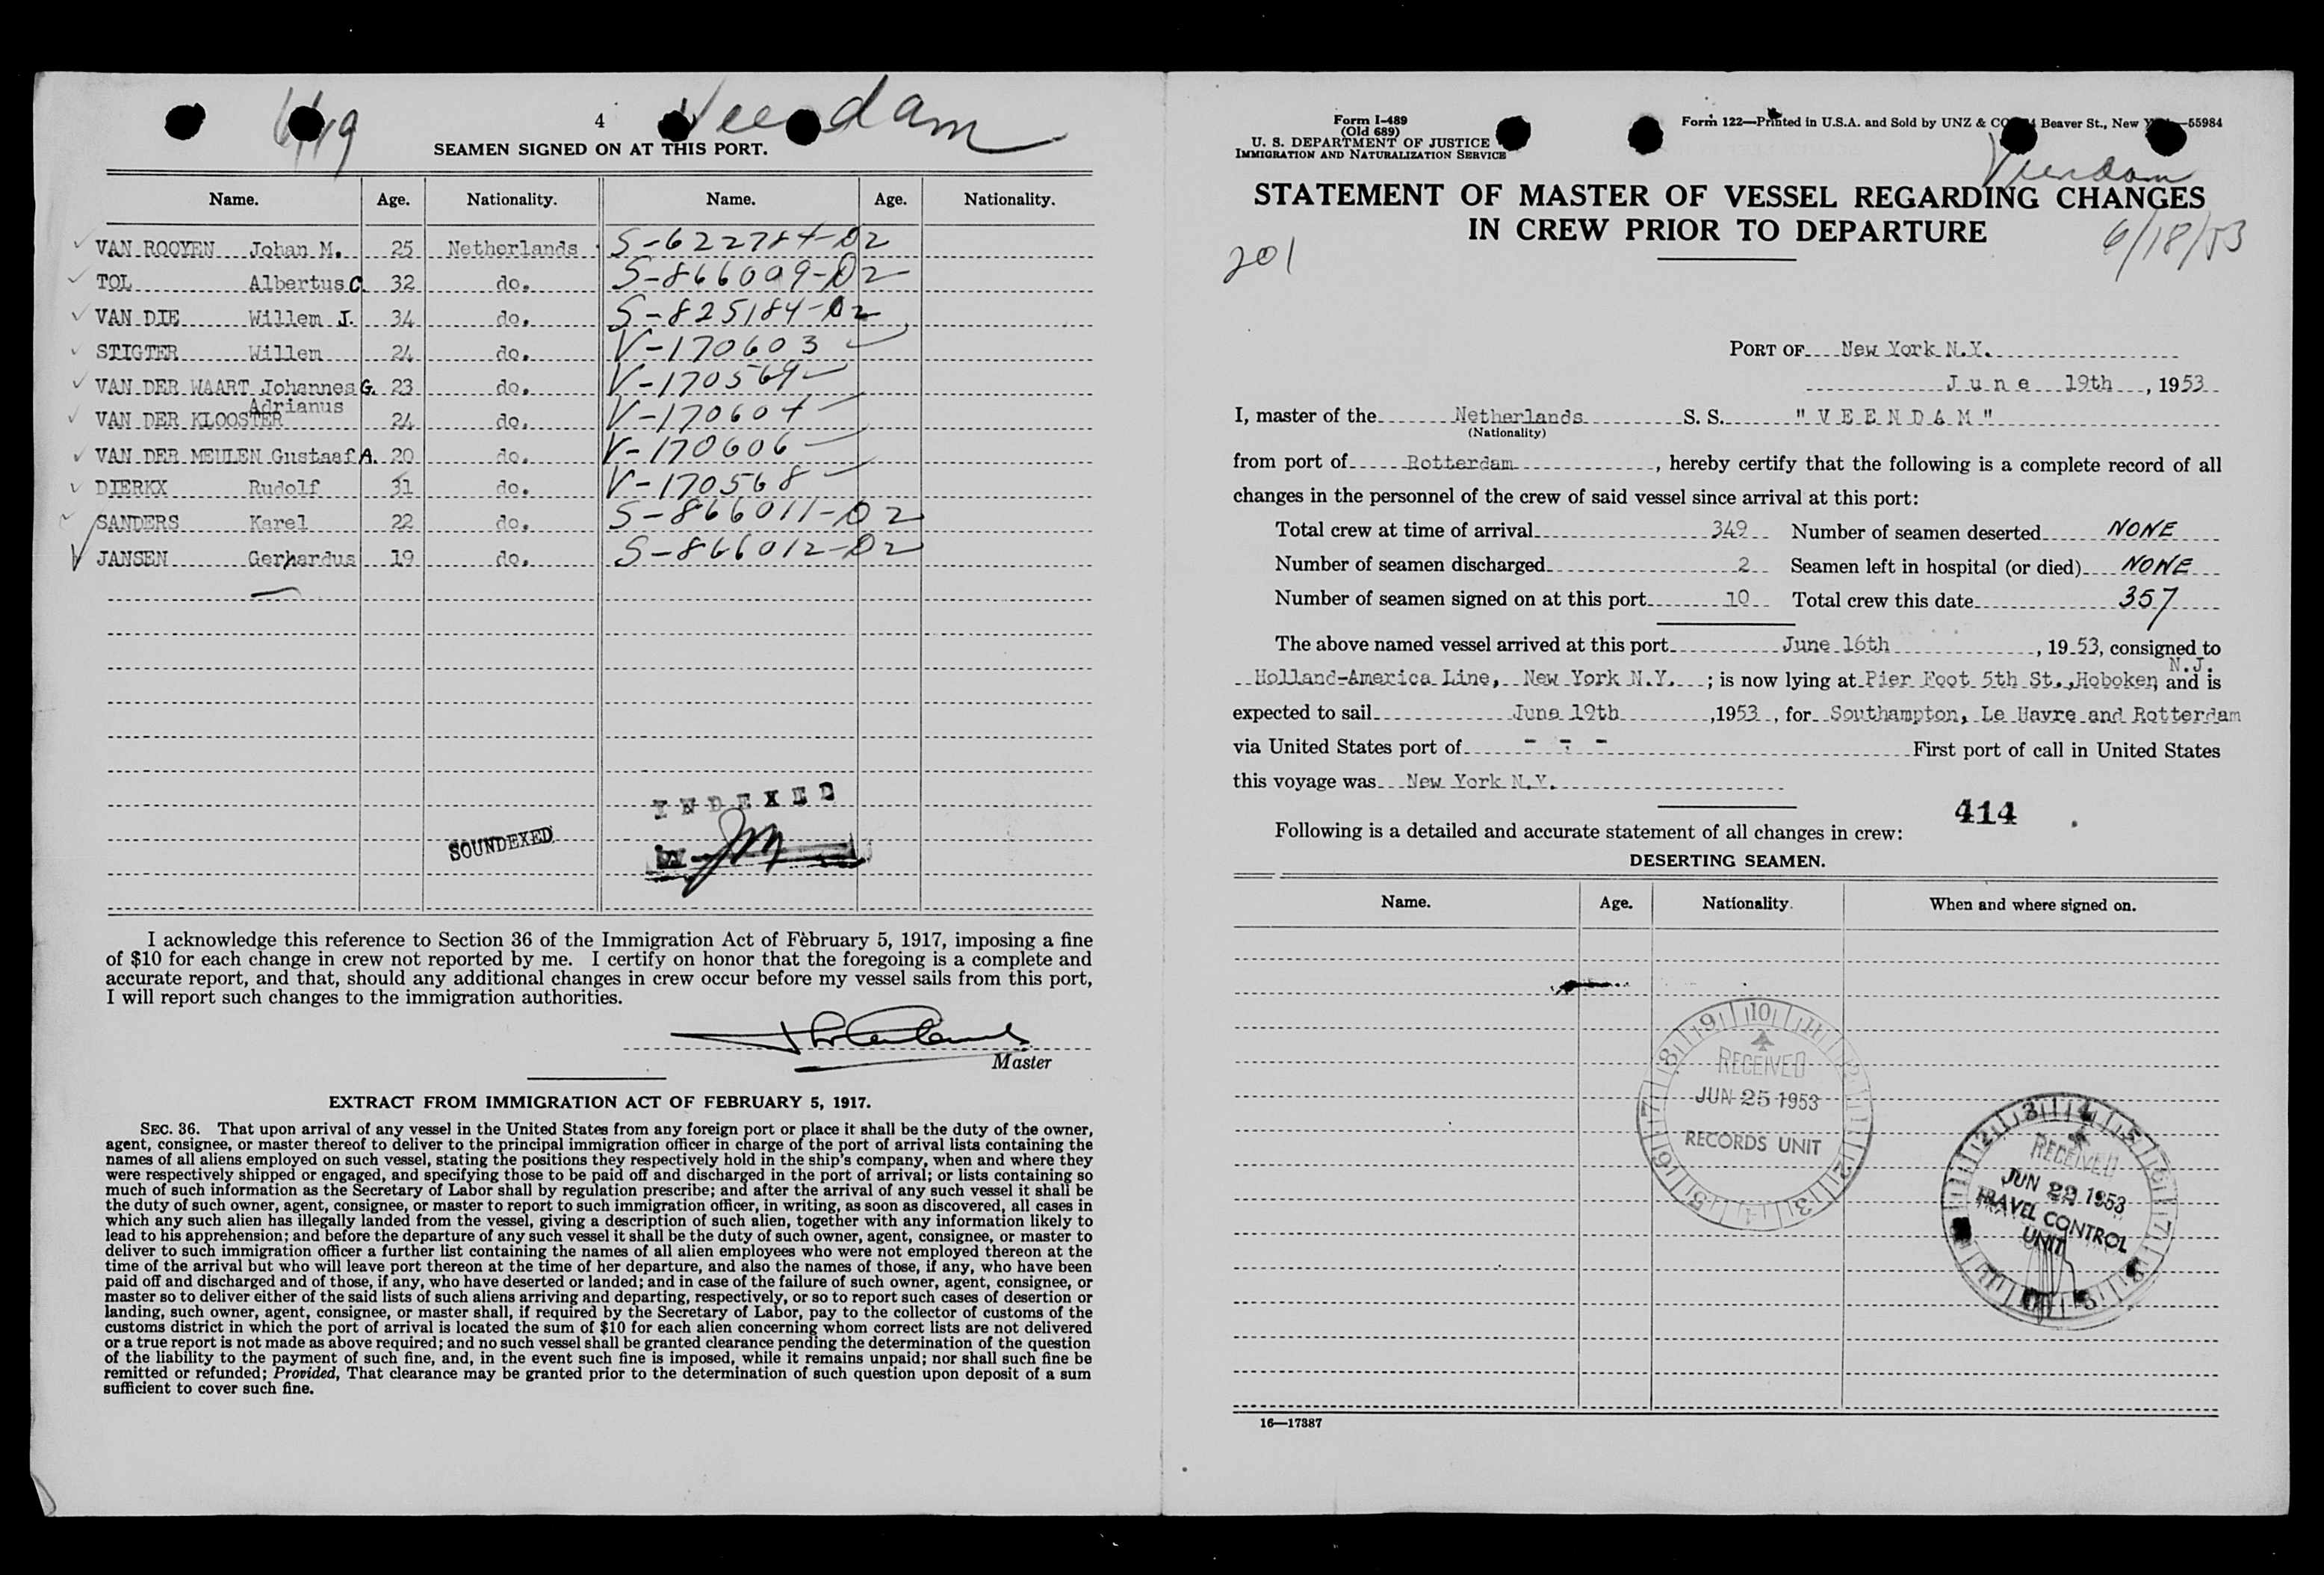 6/19
Veendam
4
SEAMEN SIGNED ON AT THIS PORT.
Name. Age. Nationality. Name. Age. Nationality.
VAN ROOYEN Johan M. 25 Netherlands S-622784-D2
TOL Albertus C. 32 do. S-866009-D2
VAN DIE Willem J. 34 do. S-825184-D2
STIGTER Willem 24 do. V-170603
VAN DER WAART Johannes G. 23 do. V-170569
Adrianus
VAN DER KLOOSTER 24 do. V-170604
VAN DER MEULEN Gustaaf A. 20 do. V-170606
DIERKX Rudolf 31 do. V-170568
SANDERS Karel 22 do. S-866011-D2
JANSEN Gerhardus 19 do. S-866012-D2
INDEXED
SOUNDEXED
I acknowledge this reference to Section 36 of the Immigration Act of February 5, 1917, imposing a fine
of $10 for each change in crew not reported by me. I certify on honor that the foregoing is a complete and
accurate report, and that, should any additional changes in crew occur before my vessel sails from this port,
I will report such changes to the immigration authorities.
Master
EXTRACT FROM IMMIGRATION ACT OF FEBRUARY 5, 1917.
SEC. 36. That upon arrival of any vessel in the United States from any foreign port or place it shall be the duty of the owner,
agent, consignee, or master thereof to deliver to the principal immigration officer in charge of the port of arrival lists containing the
names of all aliens employed on such vessel, stating the positions they respectively hold in the ship's company, when and where they
were respectively shipped or engaged, and specifying those to be paid off and discharged in the port of arrival; or lists containing so
much of such information as the Secretary of Labor shall by regulation prescribe; and after the arrival of any such vessel it shall be
the duty of such owner, agent, consignee, or master to report to such immigration officer, in writing, as soon as discovered, all cases in
which any such alien has illegally landed from the vessel, giving a description of such alien, together with any information likely to
lead to his apprehension; and before the departure of any such vessel it shall be the duty of such owner, agent, consignee, or master to
deliver to such immigration officer a further list containing the names of all alien employees who were not employed thereon at the
time of the arrival but who will leave port thereon at the time of her departure, and also the names of those, if any, who have been
paid off and discharged and of those, if any, who have deserted or landed; and in case of the failure of such owner, agent, consignee, or
master so to deliver either of the said lists of such aliens arriving and departing, respectively, or so to report such cases of desertion or
landing, such owner, agent, consignee, or master shall, if required by the Secretary of Labor, pay to the collector of customs of the
customs district in which the port of arrival is located the sum of $10 for each alien concerning whom correct lists are not delivered
or a true report is not made as above required; and no such vessel shall be granted clearance pending the determination of the question
of the liability to the payment of such fine, and, in the event such fine is imposed, while it remains unpaid; nor shall such fine be
remitted or refunded; Provided, That clearance may be granted prior to the determination of such question upon deposit of a sum
sufficient to cover such fine.
Form I-489
(Old 689)
U. S. DEPARTMENT OF JUSTICE
IMMIGRATION AND NATURALIZATION SERVICE
Form 122—Printed in U.S.A. and Sold by UNZ & CO Beaver St., New —55984
Veendam
STATEMENT OF MASTER OF VESSEL REGARDING CHANGES
IN CREW PRIOR TO DEPARTURE
201
6/18/53
PORT OF New York N.Y.
June 19th, 1953
I, master of the Netherlands S. S. "VEENDAM"
(Nationality)
from port of Rotterdam, hereby certify that the following is a complete record of all
changes in the personnel of the crew of said vessel since arrival at this port:
Total crew at time of arrival 349 Number of seamen deserted NONE
Number of seamen discharged 2 Seamen left in hospital (or died) NONE
Number of seamen signed on at this port 10 Total crew this date 357
The above named vessel arrived at this port June 16th, 1953, consigned to
Holland-America Line, New York N.Y.; is now lying at Pier Foot 5th St., Hoboken, N.J. and is
expected to sail June 19th, 1953, for Southampton, Le Havre and Rotterdam
via United States port of - - - First port of call in United States
this voyage was New York N.Y.
414
Following is a detailed and accurate statement of all changes in crew:
DESERTING SEAMEN.
Name. Age. Nationality. When and where signed on.
RECEIVED
JUN 25 1953
RECORDS UNIT
RECEIVED
JUN 22 1953
TRAVEL CONTROL
UNIT
16—17387